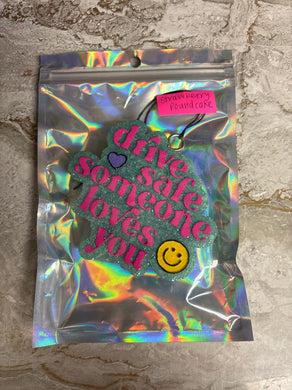 strawberry
poundcake
drive
safe
someone
loves
you